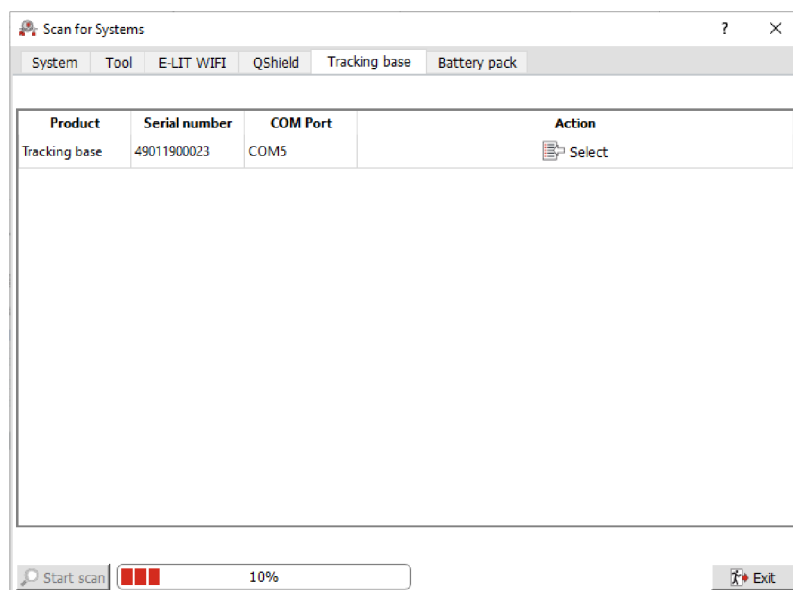 Scan for Systems ? ×
System Tool E-LIT WIFI QShield Tracking base Battery pack
Product Serial number COM Port Action
Tracking base 49011900023 COM5 Select
Start scan 10% Exit